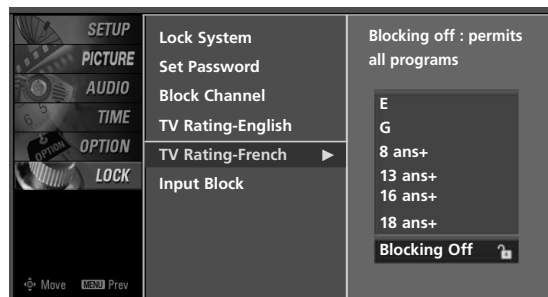 SETUP
PICTURE
AUDIO
TIME
OPTION
LOCK
Move MENU Prev
Lock System
Set Password
Block Channel
TV Rating-English
TV Rating-French
Input Block
Blocking off : permits
all programs
E
G
8 ans+
13 ans+
16 ans+
18 ans+
Blocking Off